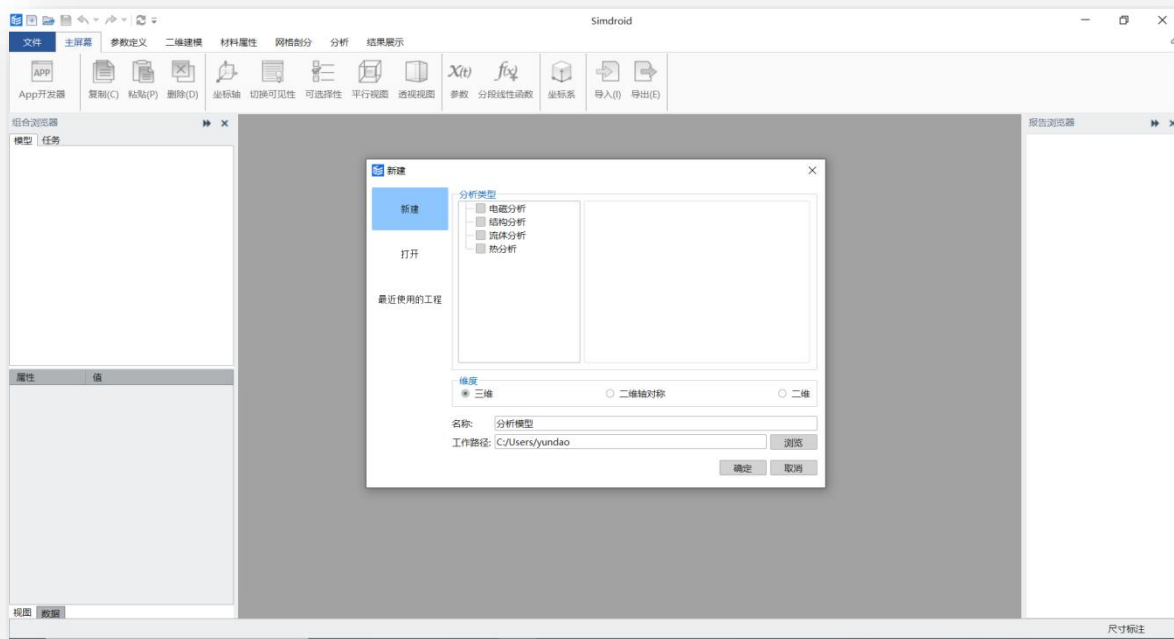 Simdroid
文件 主屏幕 参数定义 二维建模 材料属性 网格剖分 分析 结果展示
APP X(t) f(x)
App开发器 复制(C) 粘贴(P) 删除(D) 坐标轴 切换可见性 可选择性 平行视图 透视视图 参数 分段线性函数 坐标系 导入(I) 导出(E)
组合浏览器 报告浏览器
模型 任务
新建
新建
分析类型
电磁分析
结构分析
流体分析
热分析
打开
最近使用的工程
属性 值
维度
三维 二维轴对称 二维
名称: 分析模型
工作路径: C:/Users/yundao 浏览
确定 取消
视图 数据
尺寸标注